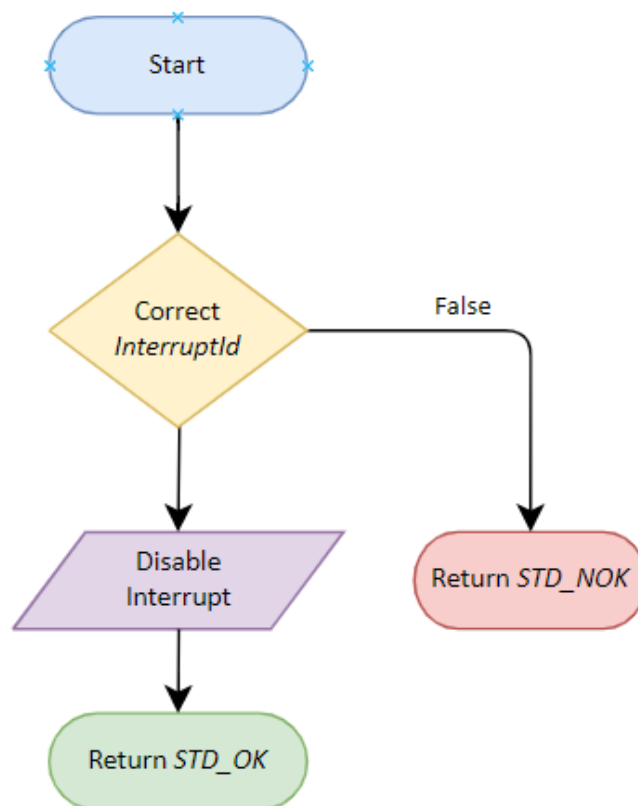 Start
Correct
InterruptId
False
Disable
Interrupt
Return STD_NOK
Return STD_OK